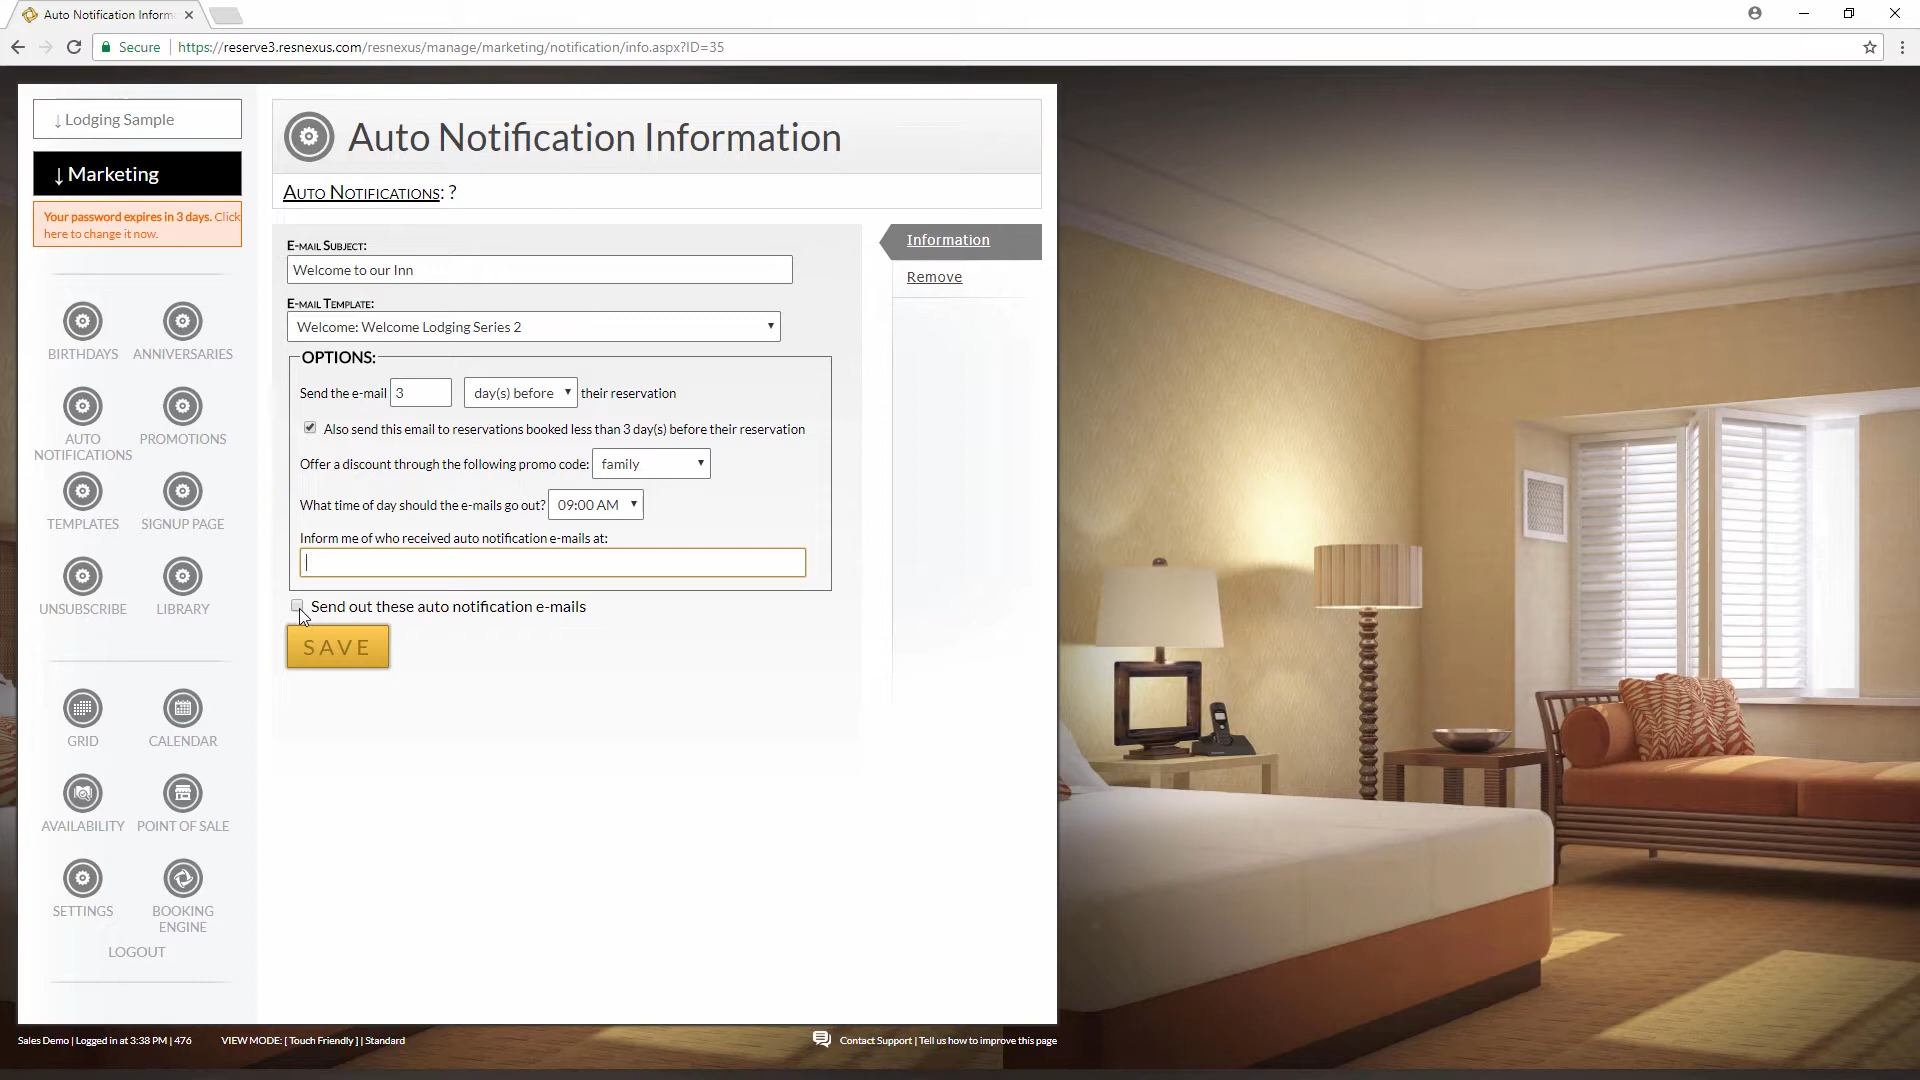 Auto Notification Inform
Secure
https://reserve3.resnexus.com/resnexus/manage/marketing/notification/info.aspx?ID=35
↓ Lodging Sample
↓ Marketing
Your password expires in 3 days. Click
here to change it now.
BIRTHDAYS
ANNIVERSARIES
AUTO
NOTIFICATIONS
PROMOTIONS
TEMPLATES
SIGNUP PAGE
UNSUBSCRIBE
LIBRARY
GRID
CALENDAR
AVAILABILITY
POINT OF SALE
SETTINGS
BOOKING
ENGINE
LOGOUT
Auto Notification Information
AUTO NOTIFICATIONS: ?
E-MAIL SUBJECT:
Welcome to our Inn
E-MAIL TEMPLATE:
Welcome: Welcome Lodging Series 2
OPTIONS:
Send the e-mail 3 day(s) before their reservation
Also send this email to reservations booked less than 3 day(s) before their reservation
Offer a discount through the following promo code: family
What time of day should the e-mails go out? 09:00 AM
Inform me of who received auto notification e-mails at:
Send out these auto notification e-mails
SAVE
Information
Remove
Sales Demo | Logged in at 3:38 PM | 476
VIEW MODE: [ Touch Friendly ] | Standard
Contact Support | Tell us how to improve this page